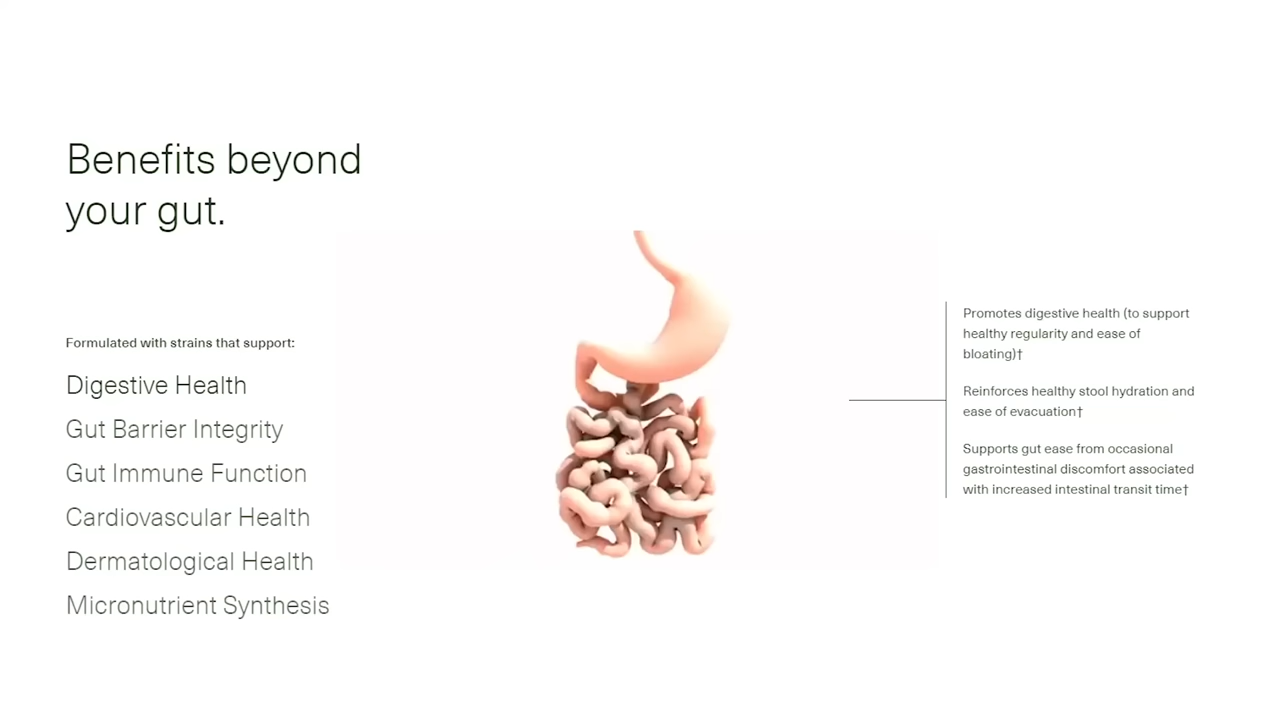 Benefits beyond
your gut.
Formulated with strains that support:
Digestive Health
Gut Barrier Integrity
Gut Immune Function
Cardiovascular Health
Dermatological Health
Micronutrient Synthesis
Promotes digestive health (to support
healthy regularity and ease of
bloating)†
Reinforces healthy stool hydration and
ease of evacuation†
Supports gut ease from occasional
gastrointestinal discomfort associated
with increased intestinal transit time†